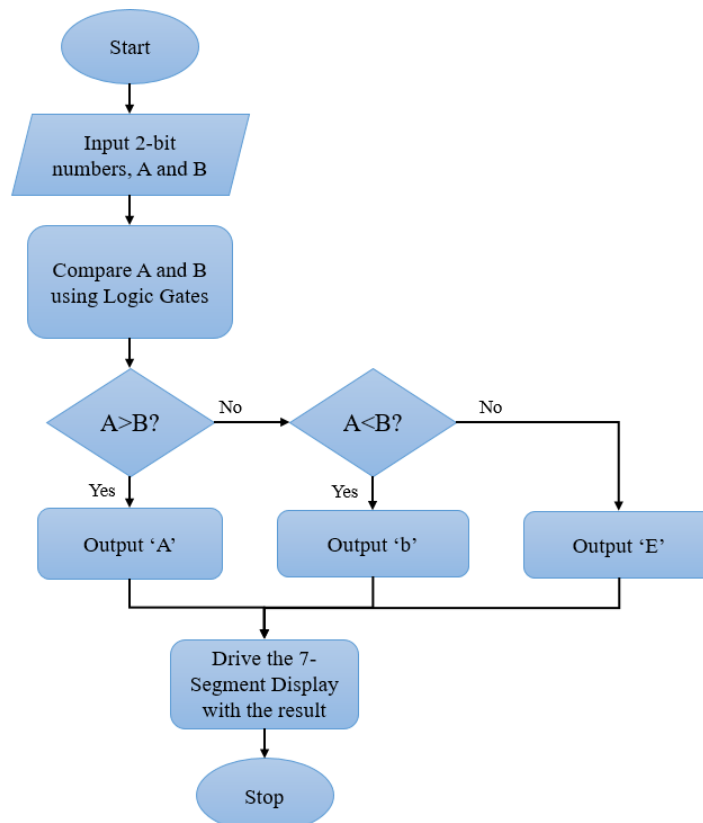 Start
Input 2-bit
numbers, A and B
Compare A and B
using Logic Gates
A>B?
No
A<B?
No
Yes
Yes
Output ‘A’
Output ‘b’
Output ‘E’
Drive the 7-
Segment Display
with the result
Stop